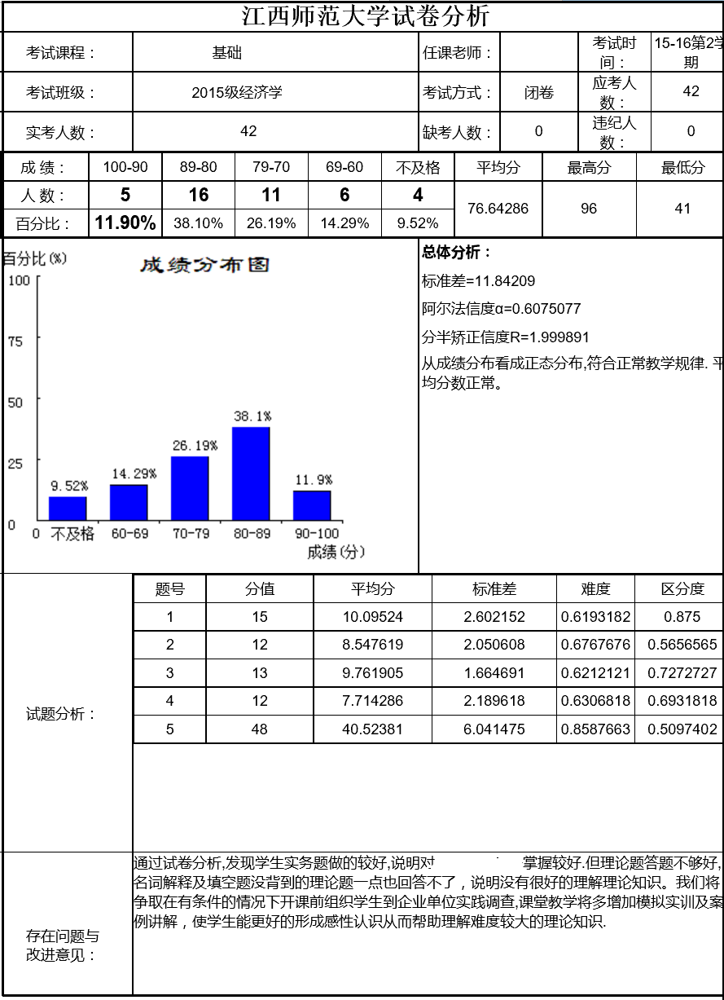 江西师范大学试卷分析
考试课程： 基础 任课老师： 考试时间： 15-16第2学期
考试班级： 2015级经济学 考试方式： 闭卷 应考人数： 42
实考人数： 42 缺考人数： 0 违纪人数： 0
成 绩： 100-90 89-80 79-70 69-60 不及格 平均分 最高分 最低分
人 数： 5 16 11 6 4 76.64286 96 41
百分比： 11.90% 38.10% 26.19% 14.29% 9.52%
百分比(%)
成绩分布图
100
75
50
25
0
9.52% 14.29% 26.19% 38.1% 11.9%
0 不及格 60-69 70-79 80-89 90-100
成绩(分)
总体分析：
标准差=11.84209
阿尔法信度α=0.6075077
分半矫正信度R=1.999891
从成绩分布看成正态分布,符合正常教学规律. 平
均分数正常。
试题分析：
题号 分值 平均分 标准差 难度 区分度
1 15 10.09524 2.602152 0.6193182 0.875
2 12 8.547619 2.050608 0.6767676 0.5656565
3 13 9.761905 1.664691 0.6212121 0.7272727
4 12 7.714286 2.189618 0.6306818 0.6931818
5 48 40.52381 6.041475 0.8587663 0.5097402
存在问题与
改进意见：
通过试卷分析,发现学生实务题做的较好,说明对 掌握较好.但理论题答题不够好,
名词解释及填空题没背到的理论题一点也回答不了，说明没有很好的理解理论知识。我们将
争取在有条件的情况下开课前组织学生到企业单位实践调查,课堂教学将多增加模拟实训及案
例讲解，使学生能更好的形成感性认识从而帮助理解难度较大的理论知识.